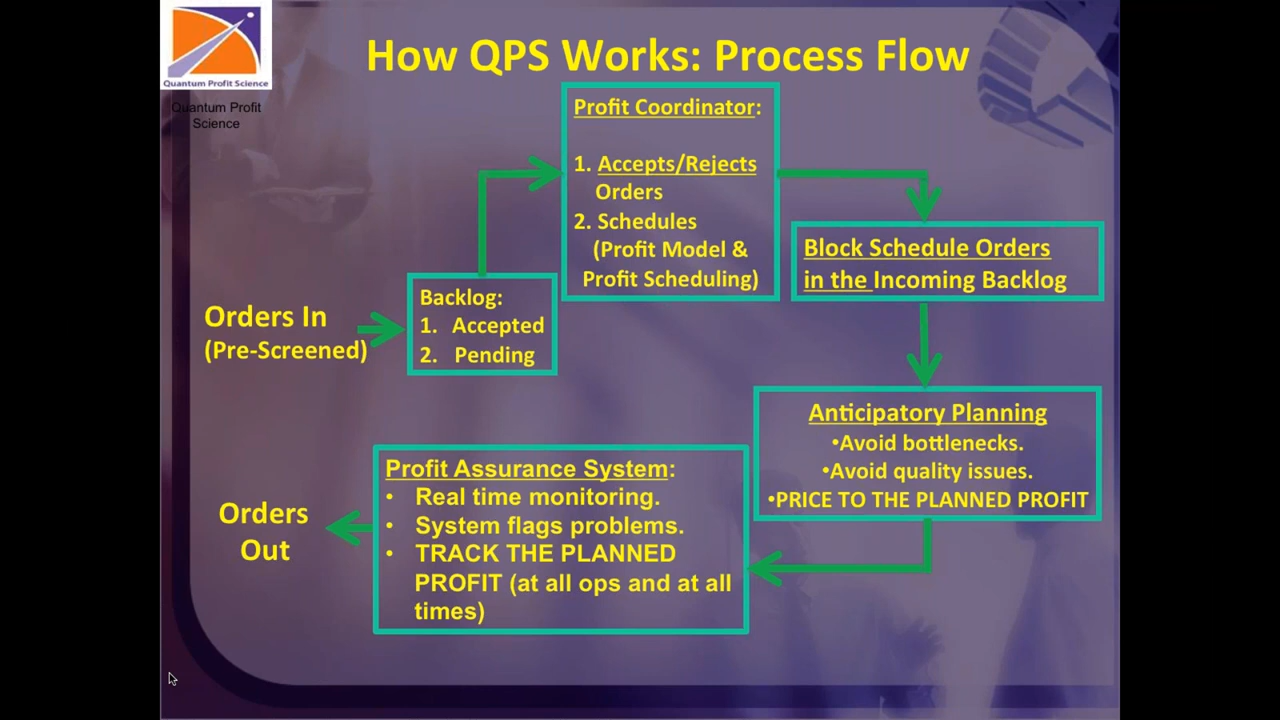 How QPS Works: Process Flow
Quantum Profit Science
Quantum Profit
Science
Profit Coordinator:
1. Accepts/Rejects
Orders
2. Schedules
(Profit Model &
Profit Scheduling)
Block Schedule Orders
in the Incoming Backlog
Backlog:
1. Accepted
2. Pending
Orders In
(Pre-Screened)
Anticipatory Planning
•Avoid bottlenecks.
•Avoid quality issues.
•PRICE TO THE PLANNED PROFIT
Profit Assurance System:
• Real time monitoring.
• System flags problems.
• TRACK THE PLANNED
PROFIT (at all ops and at all
times)
Orders
Out